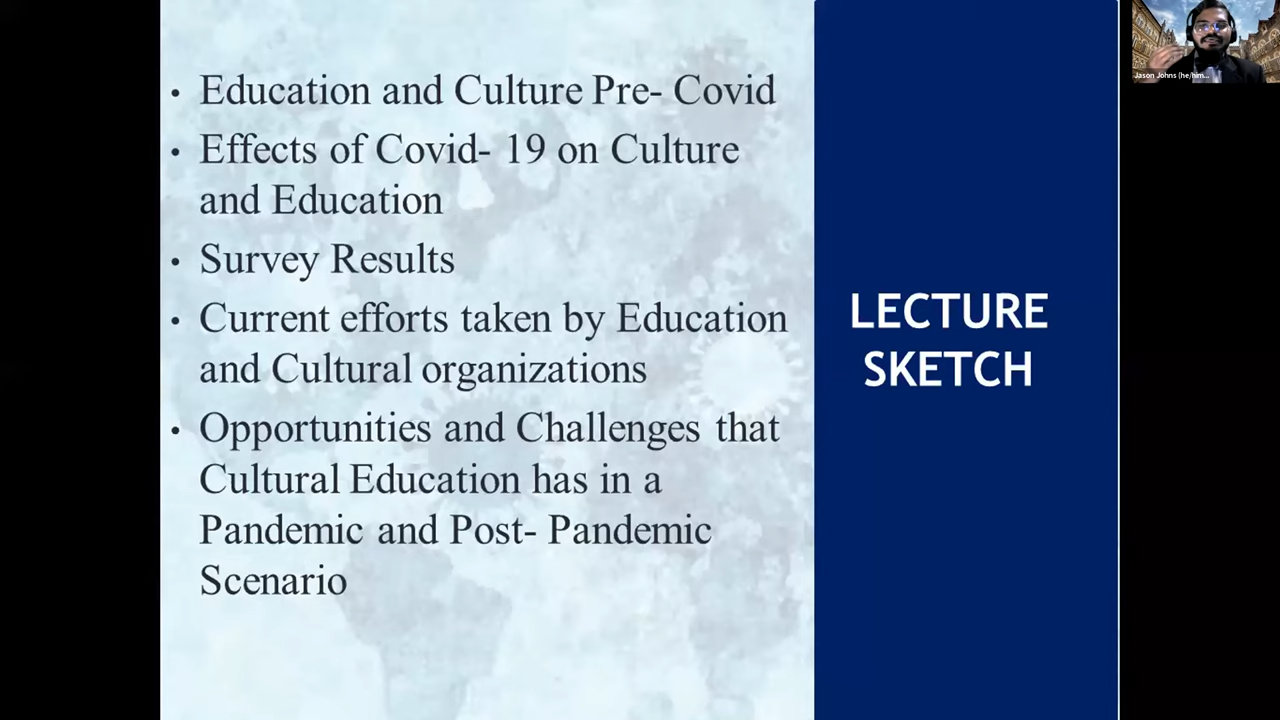 • Education and Culture Pre- Covid
• Effects of Covid- 19 on Culture
and Education
• Survey Results
• Current efforts taken by Education
and Cultural organizations
• Opportunities and Challenges that
Cultural Education has in a
Pandemic and Post- Pandemic
Scenario
LECTURE
SKETCH
Jason Johns (he/him...